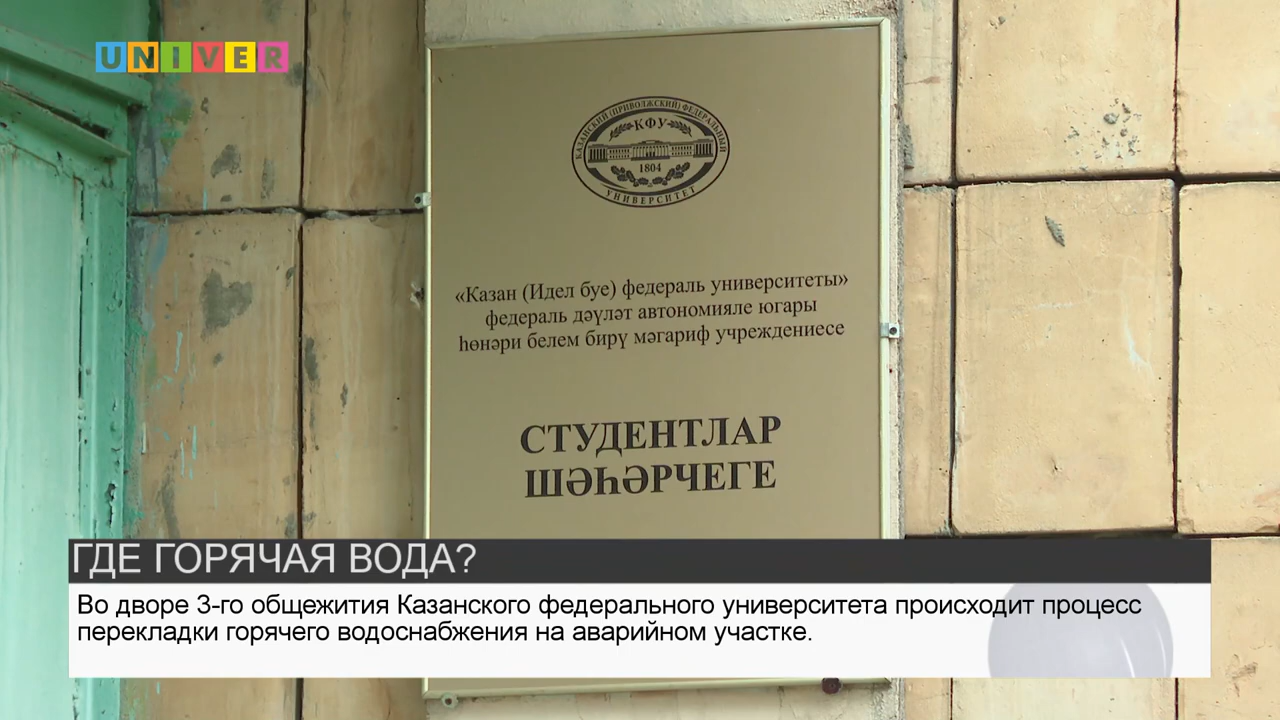 UNIVER
КАЗАНСКИЙ (ПРИВОЛЖСКИЙ) ФЕДЕРАЛЬНЫЙ
КФУ
1804
УНИВЕРСИТЕТ
«Казан (Идел буе) федераль университеты»
федераль дәүләт автономияле югары
һөнәри белем бирү мәгариф учреждениесе
СТУДЕНТЛАР
ШӘҺӘРЧЕГЕ
ГДЕ ГОРЯЧАЯ ВОДА?
Во дворе 3-го общежития Казанского федерального университета происходит процесс
перекладки горячего водоснабжения на аварийном участке.